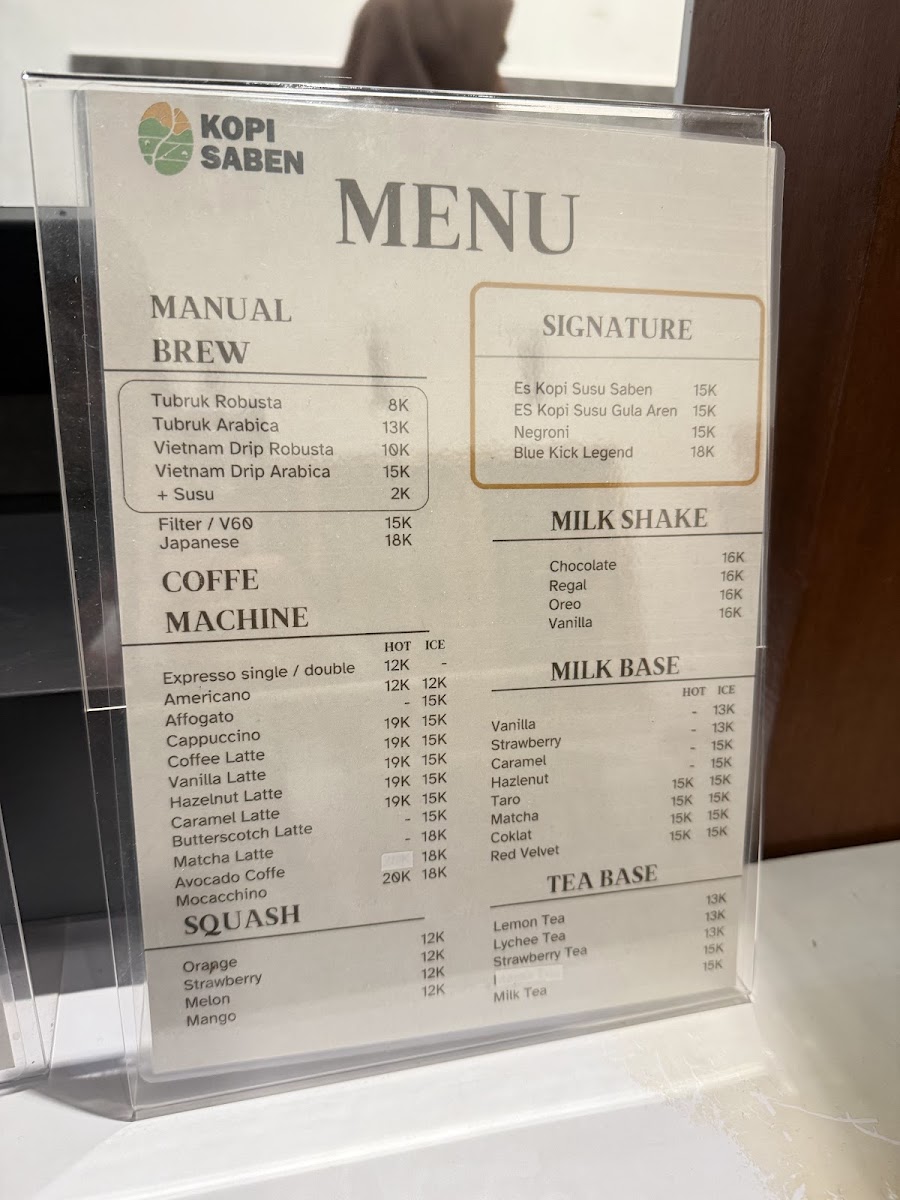 KOPI
SABEN
MENU
MANUAL
BREW
Tubruk Robusta 8K
Tubruk Arabica 13K
Vietnam Drip Robusta 10K
Vietnam Drip Arabica 15K
+ Susu 2K
Filter / V60 15K
Japanese 18K
COFFE
MACHINE
HOT ICE
Expresso single / double 12K -
Americano 12K 12K
Affogato - 15K
Cappuccino 19K 15K
Coffee Latte 19K 15K
Vanilla Latte 19K 15K
Hazelnut Latte 19K 15K
Caramel Latte 19K 15K
Butterscotch Latte - 15K
Matcha Latte - 18K
Avocado Coffe 18K
Mocacchino 20K 18K
SQUASH
Orange 12K
Strawberry 12K
Melon 12K
Mango 12K
SIGNATURE
Es Kopi Susu Saben 15K
ES Kopi Susu Gula Aren 15K
Negroni 15K
Blue Kick Legend 18K
MILK SHAKE
Chocolate 16K
Regal 16K
Oreo 16K
Vanilla 16K
MILK BASE
HOT ICE
Vanilla - 13K
Strawberry - 13K
Caramel - 15K
Hazlenut - 15K
Taro 15K 15K
Matcha 15K 15K
Coklat 15K 15K
Red Velvet 15K 15K
TEA BASE
Lemon Tea 13K
Lychee Tea 13K
Strawberry Tea 13K
15K
Milk Tea 15K